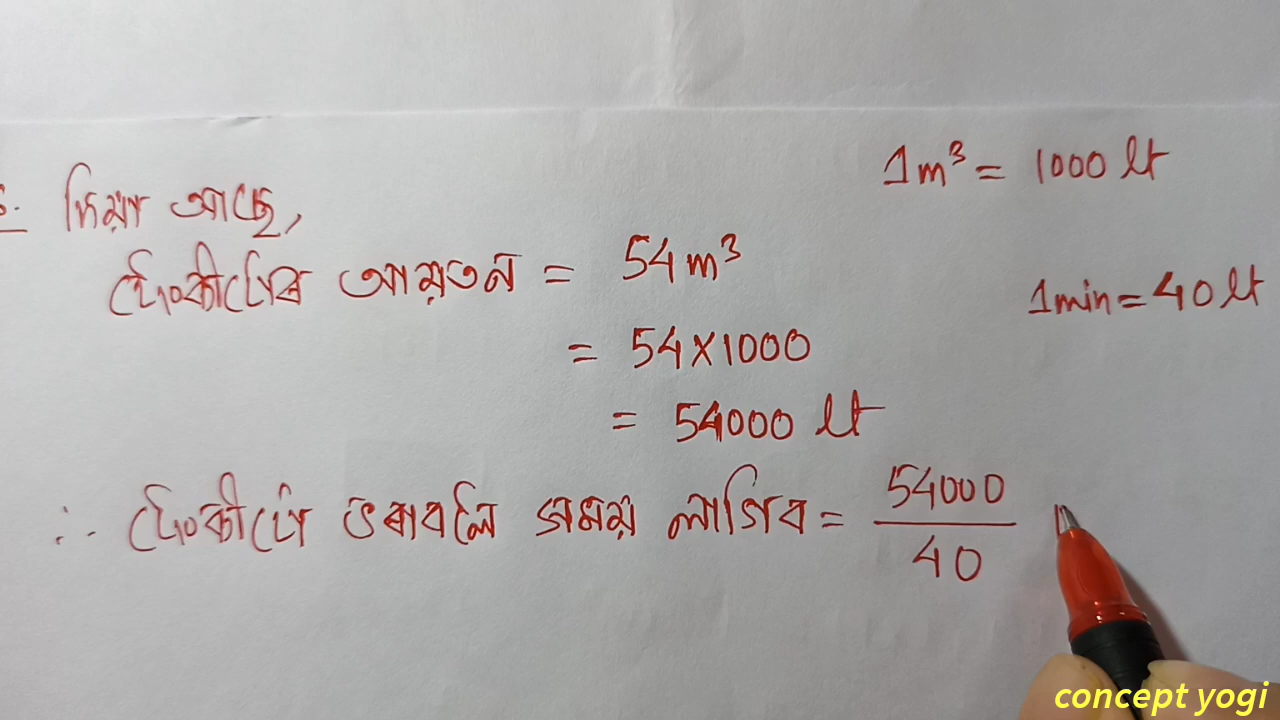 1m³ = 1000 lt
দিয়া আছে,
টেংকীটোৰ আয়তন = 54 m³
1min = 40 lt
= 54×1000
= 54000 lt
∴ টেংকীটো ভৰাবলৈ সময় লাগিব = 54000/40
concept yogi